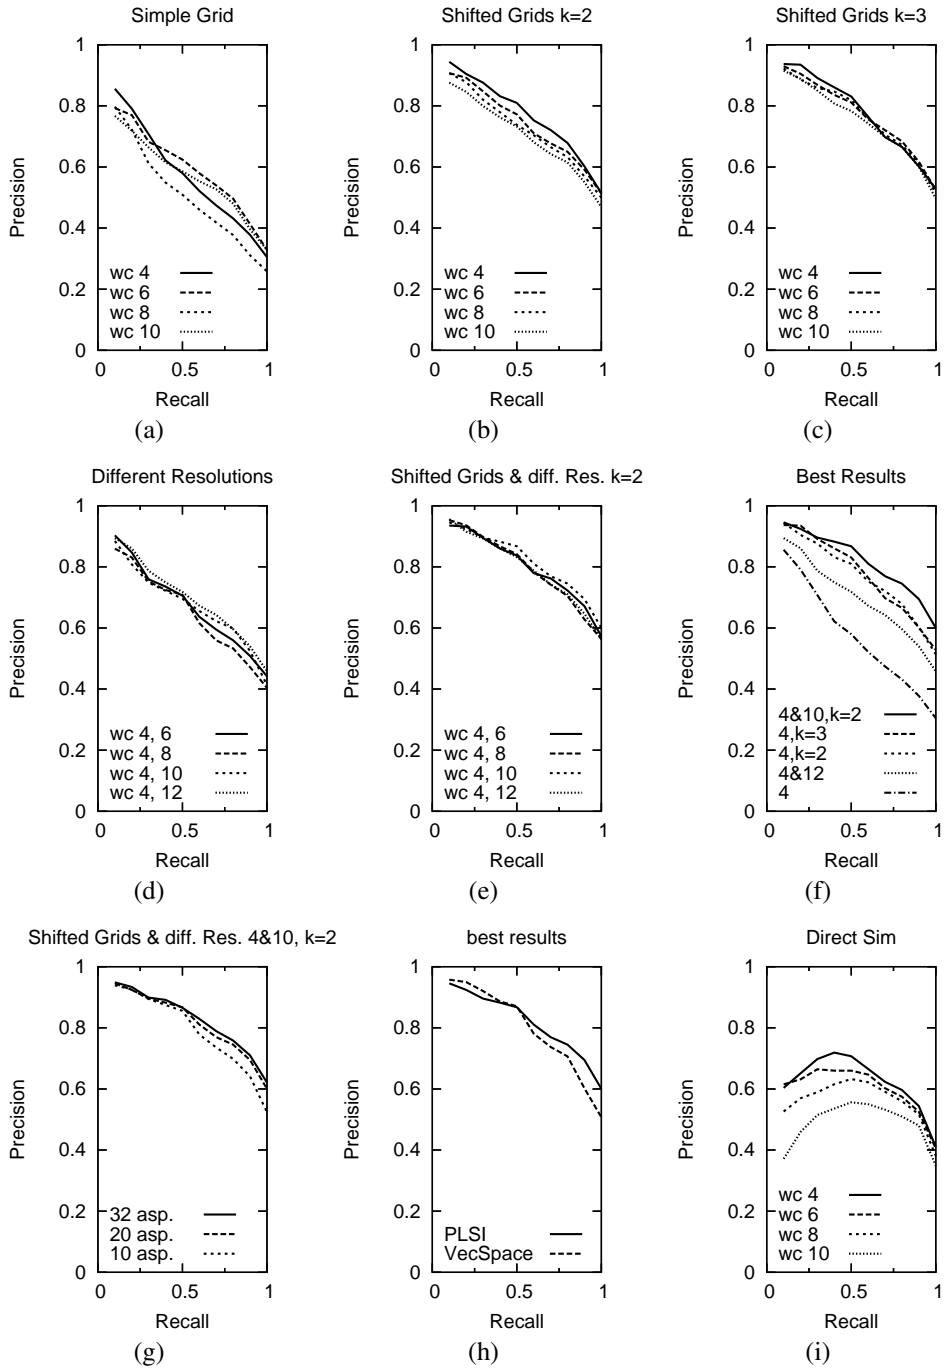 Simple Grid
1
0.8
0.6
0.4
0.2
0
0
0.5
1
Precision
Recall
wc 4
wc 6
wc 8
wc 10
(a)
Shifted Grids k=2
1
0.8
0.6
0.4
0.2
0
0
0.5
1
Precision
Recall
wc 4
wc 6
wc 8
wc 10
(b)
Shifted Grids k=3
1
0.8
0.6
0.4
0.2
0
0
0.5
1
Precision
Recall
wc 4
wc 6
wc 8
wc 10
(c)
Different Resolutions
1
0.8
0.6
0.4
0.2
0
0
0.5
1
Precision
Recall
wc 4, 6
wc 4, 8
wc 4, 10
wc 4, 12
(d)
Shifted Grids & diff. Res. k=2
1
0.8
0.6
0.4
0.2
0
0
0.5
1
Precision
Recall
wc 4, 6
wc 4, 8
wc 4, 10
wc 4, 12
(e)
Best Results
1
0.8
0.6
0.4
0.2
0
0
0.5
1
Precision
Recall
4&10,k=2
4,k=3
4,k=2
4&12
4
(f)
Shifted Grids & diff. Res. 4&10, k=2
1
0.8
0.6
0.4
0.2
0
0
0.5
1
Precision
Recall
32 asp.
20 asp.
10 asp.
(g)
best results
1
0.8
0.6
0.4
0.2
0
0
0.5
1
Precision
Recall
PLSI
VecSpace
(h)
Direct Sim
1
0.8
0.6
0.4
0.2
0
0
0.5
1
Precision
Recall
wc 4
wc 6
wc 8
wc 10
(i)